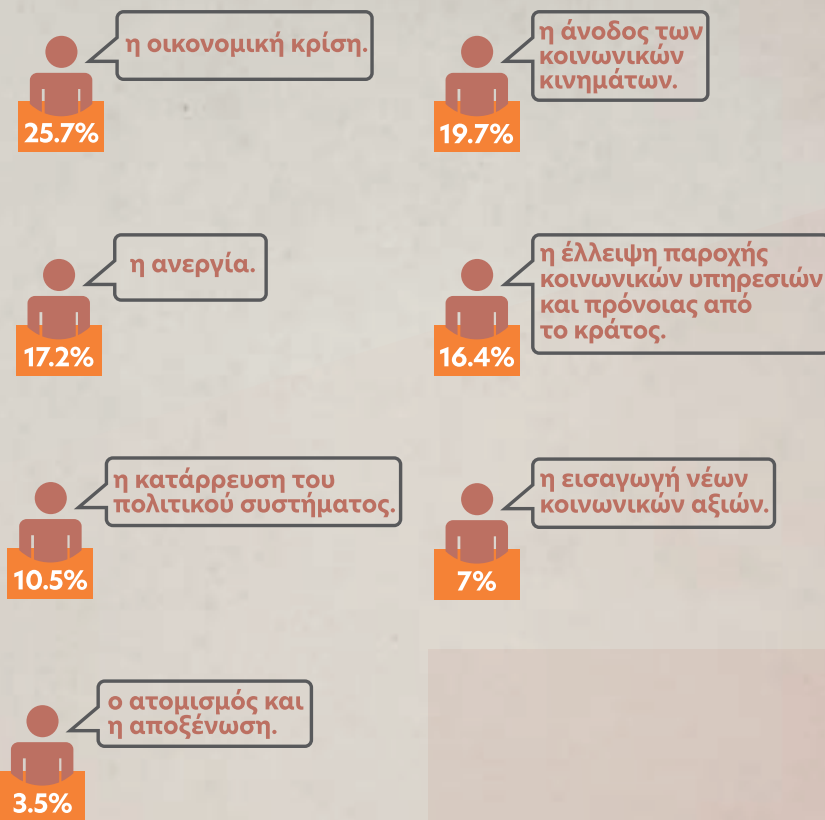 η οικονομική κρίση.
25.7%
η άνοδος των
κοινωνικών
κινημάτων.
19.7%
η ανεργία.
17.2%
η έλλειψη παροχής
κοινωνικών υπηρεσιών
και πρόνοιας από
το κράτος.
16.4%
η κατάρρευση του
πολιτικού συστήματος.
10.5%
η εισαγωγή νέων
κοινωνικών αξιών.
7%
ο ατομισμός και
η αποξένωση.
3.5%